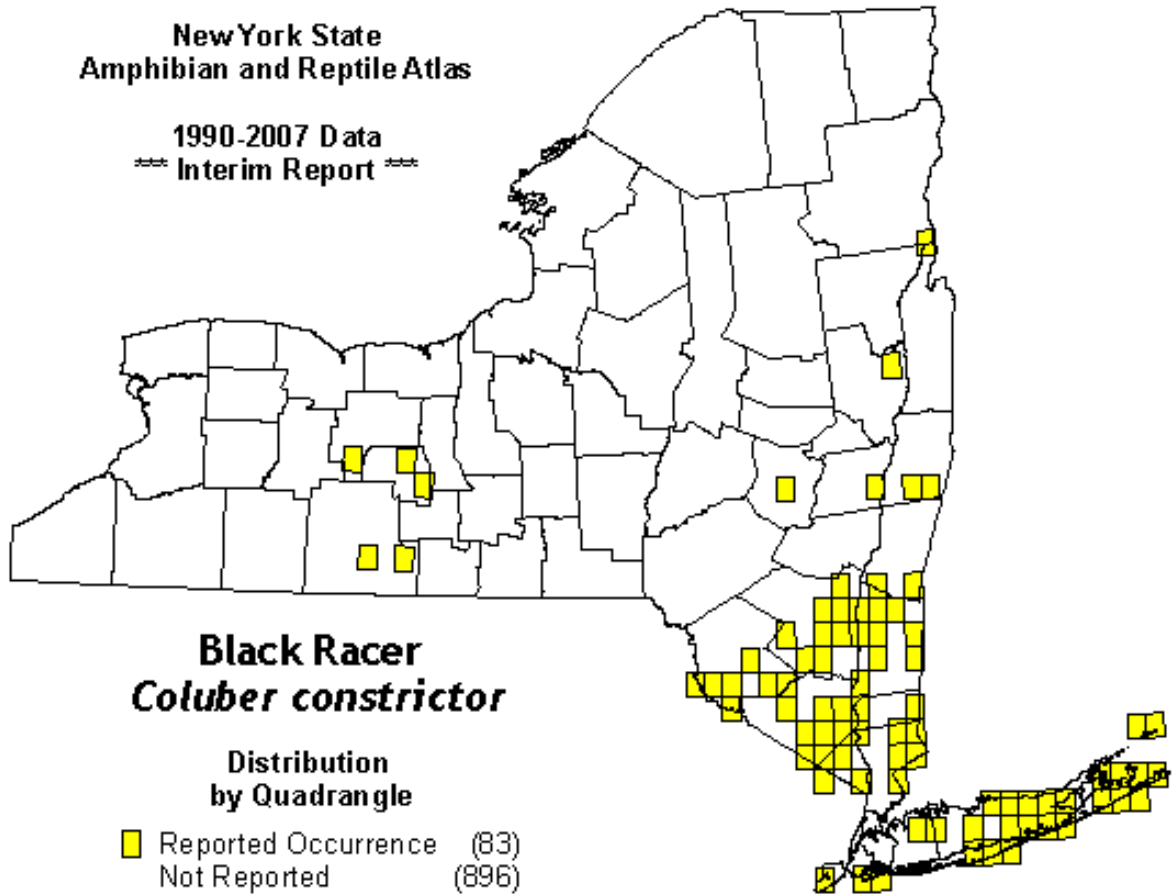 New York State
Amphibian and Reptile Atlas
1990-2007 Data
*** Interim Report ***
Black Racer
Coluber constrictor
Distribution
by Quadrangle
Reported Occurrence (83)
Not Reported (896)